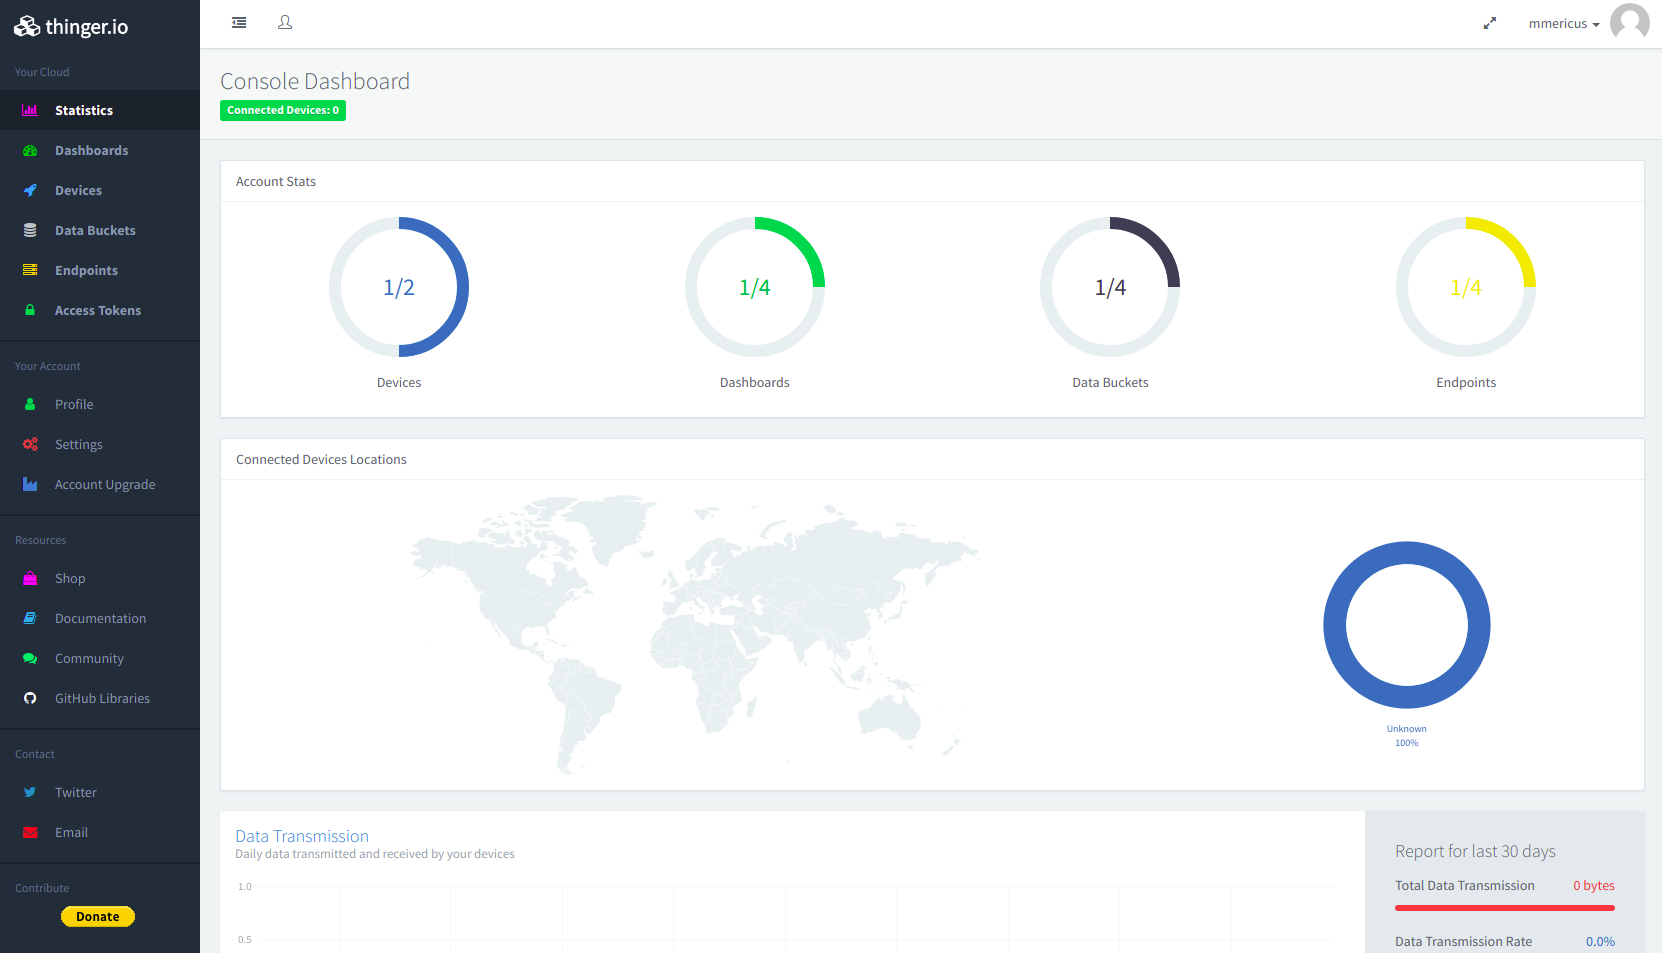 thinger.io
Your Cloud
Statistics
Dashboards
Devices
Data Buckets
Endpoints
Access Tokens
Your Account
Profile
Settings
Account Upgrade
Resources
Shop
Documentation
Community
GitHub Libraries
Contact
Twitter
Email
Contribute
Donate
mmericus
Console Dashboard
Connected Devices: 0
Account Stats
1/2
1/4
1/4
1/4
Devices
Dashboards
Data Buckets
Endpoints
Connected Devices Locations
Unknown
100%
Data Transmission
Daily data transmitted and received by your devices
1.0
0.5
Report for last 30 days
Total Data Transmission 0 bytes
Data Transmission Rate 0.0%